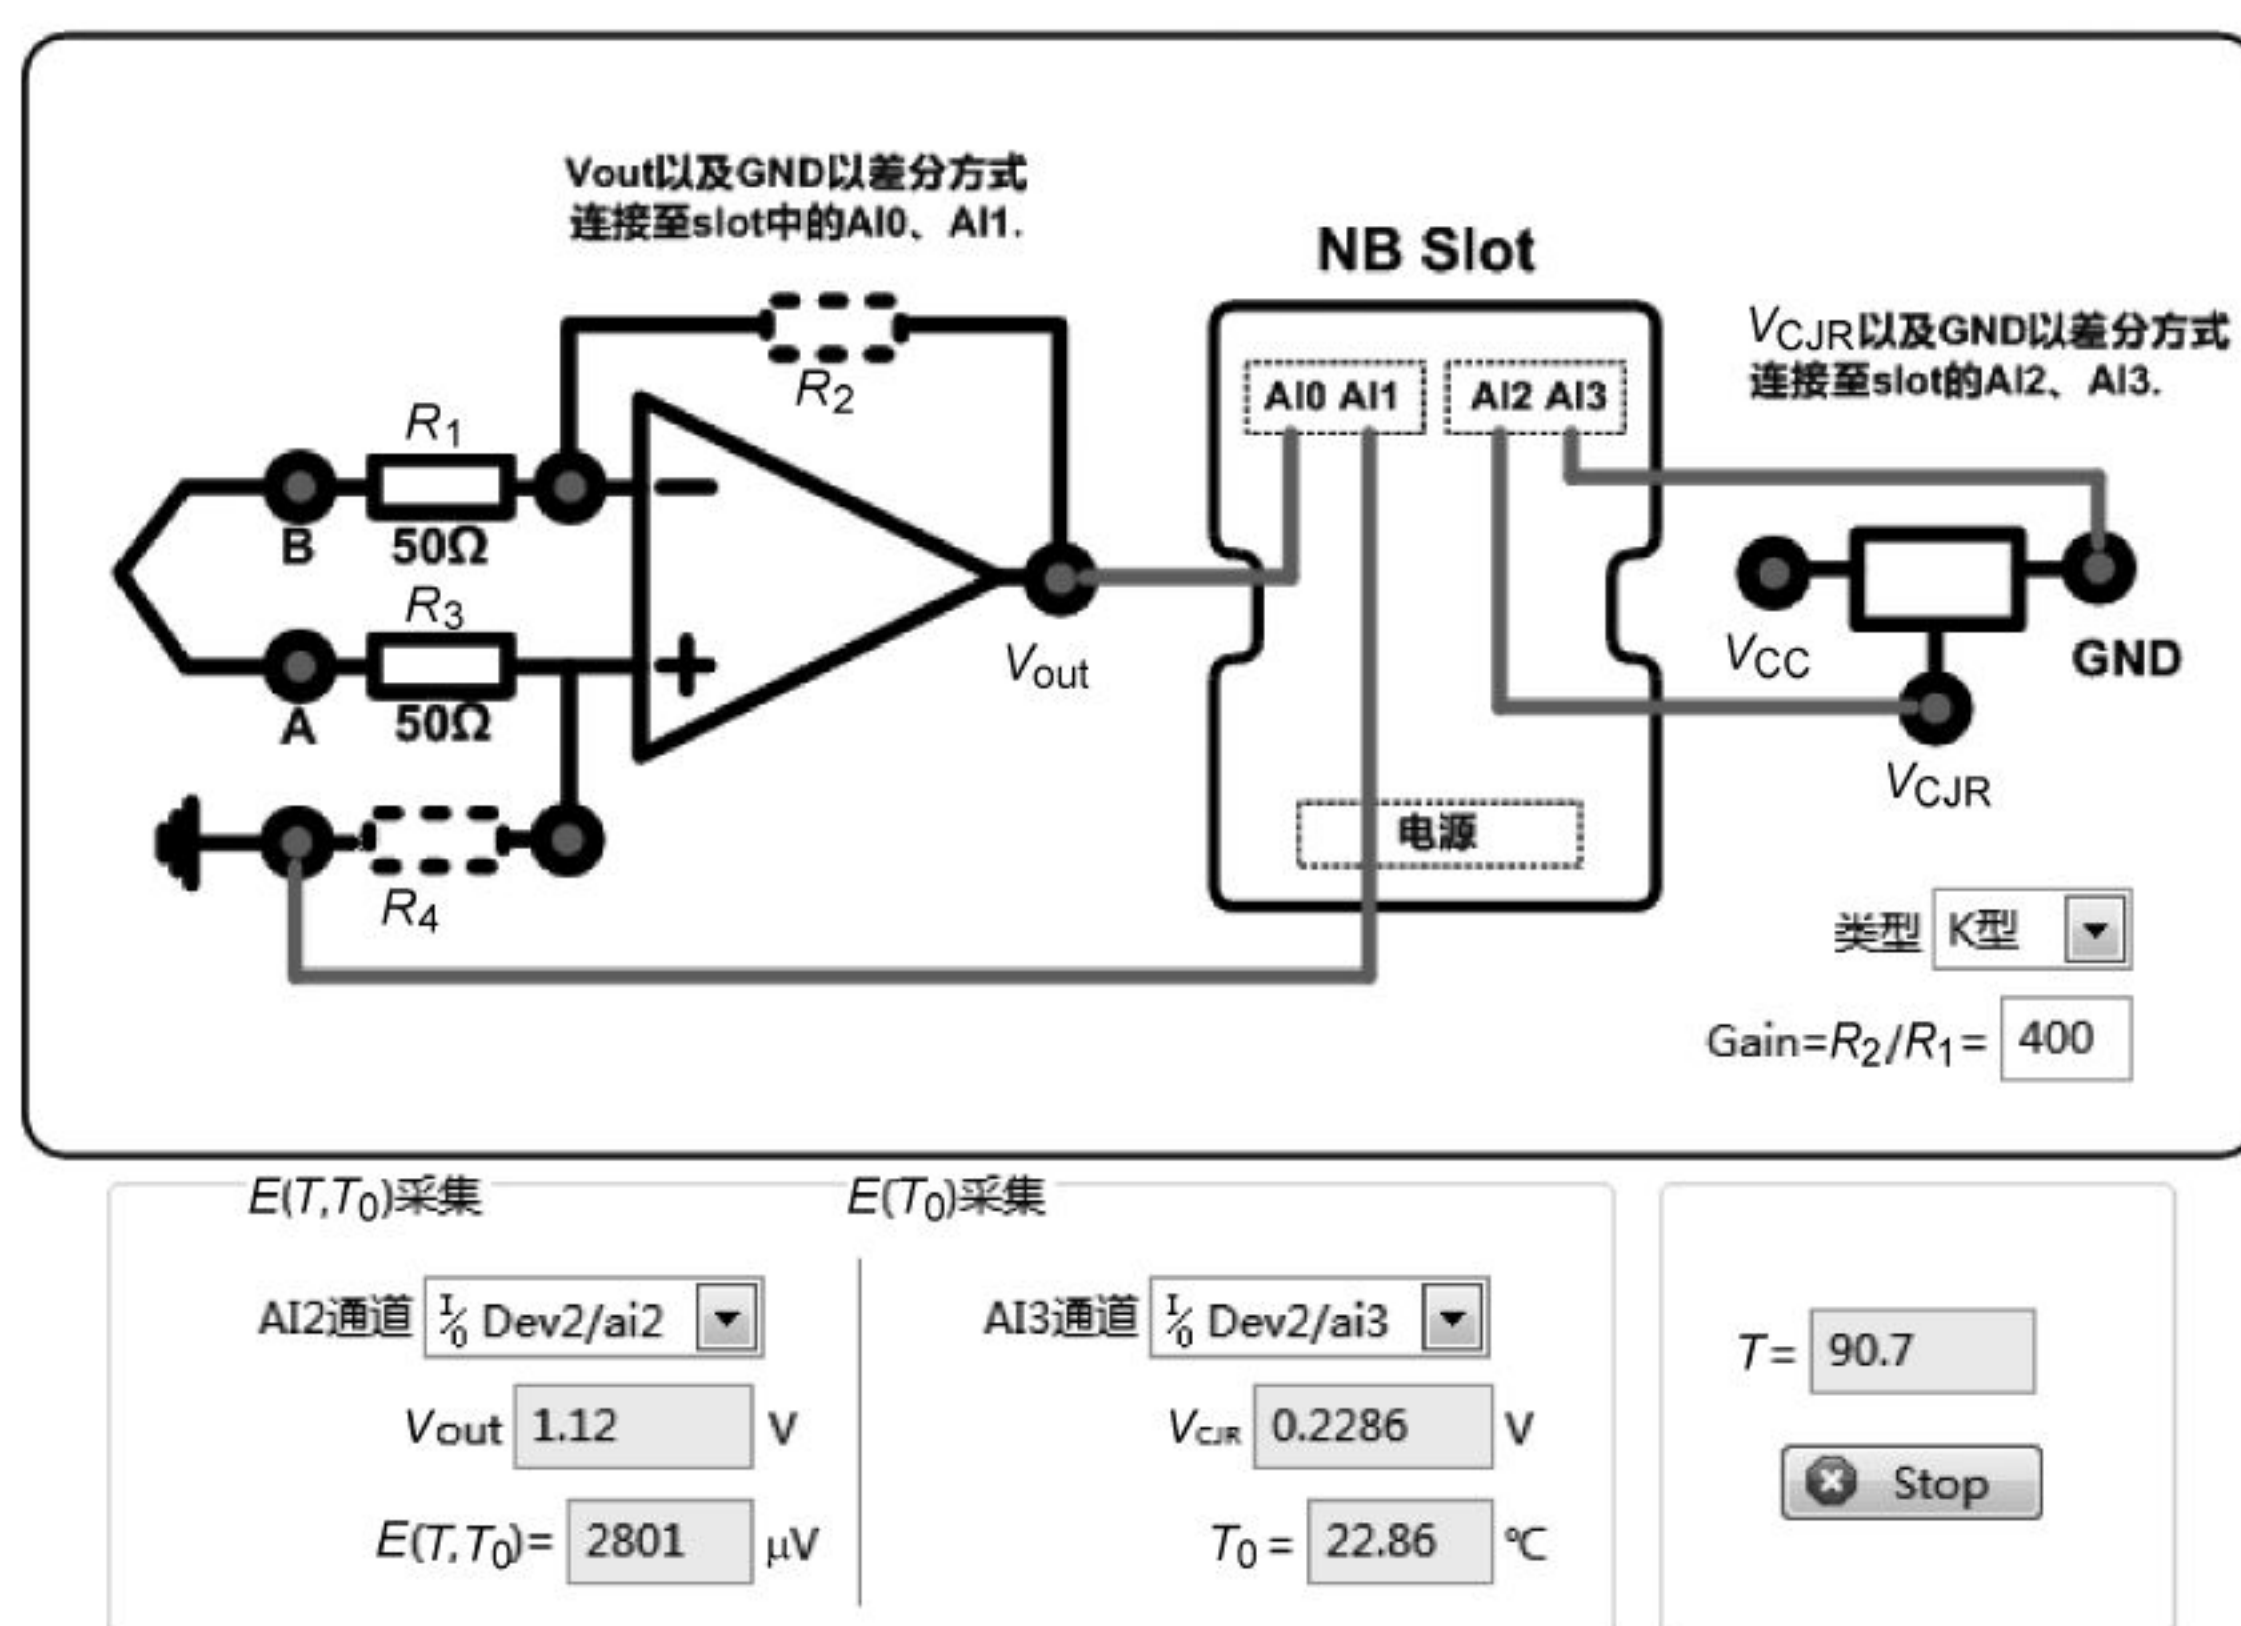 Vout以及GND以差分方式
连接至slot中的AI0、AI1.
NB Slot
VCJR以及GND以差分方式
连接至slot的AI2、AI3.
R2
AI0 AI1
AI2 AI3
R1
B
50Ω
R3
A
50Ω
Vout
VCC
GND
VCJR
电源
R4
类型 K型
Gain=R2/R1= 400
E(T,T0)采集
E(T0)采集
AI2通道 I/0 Dev2/ai2
AI3通道 I/0 Dev2/ai3
T= 90.7
Vout 1.12 V
VCJR 0.2286 V
Stop
E(T,T0)= 2801 μV
T0 = 22.86 ℃